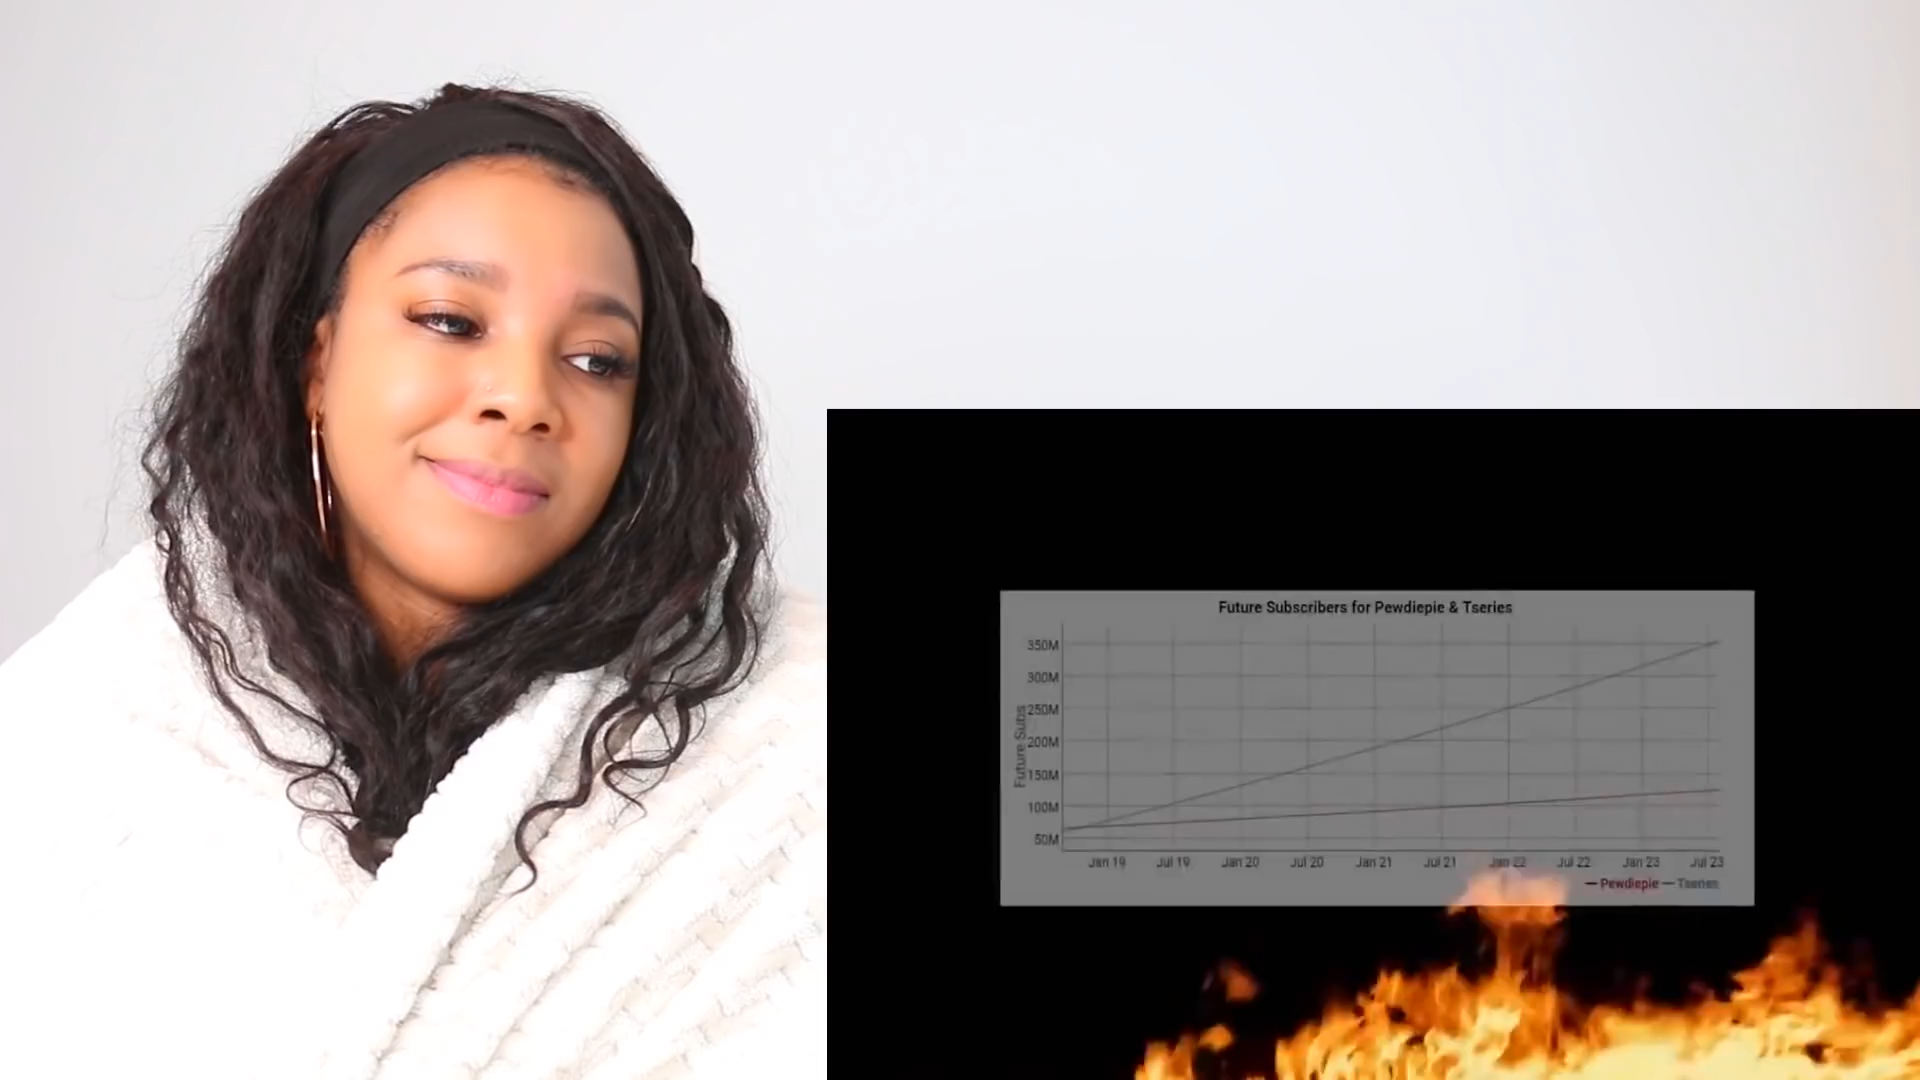 Future Subscribers for Pewdiepie & Tseries
Future Subs
350M
300M
250M
200M
150M
100M
50M
Jan 19 Jul 19 Jan 20 Jul 20 Jan 21 Jul 21 Jan 22 Jul 22 Jan 23 Jul 23
Pewdiepie Tseries